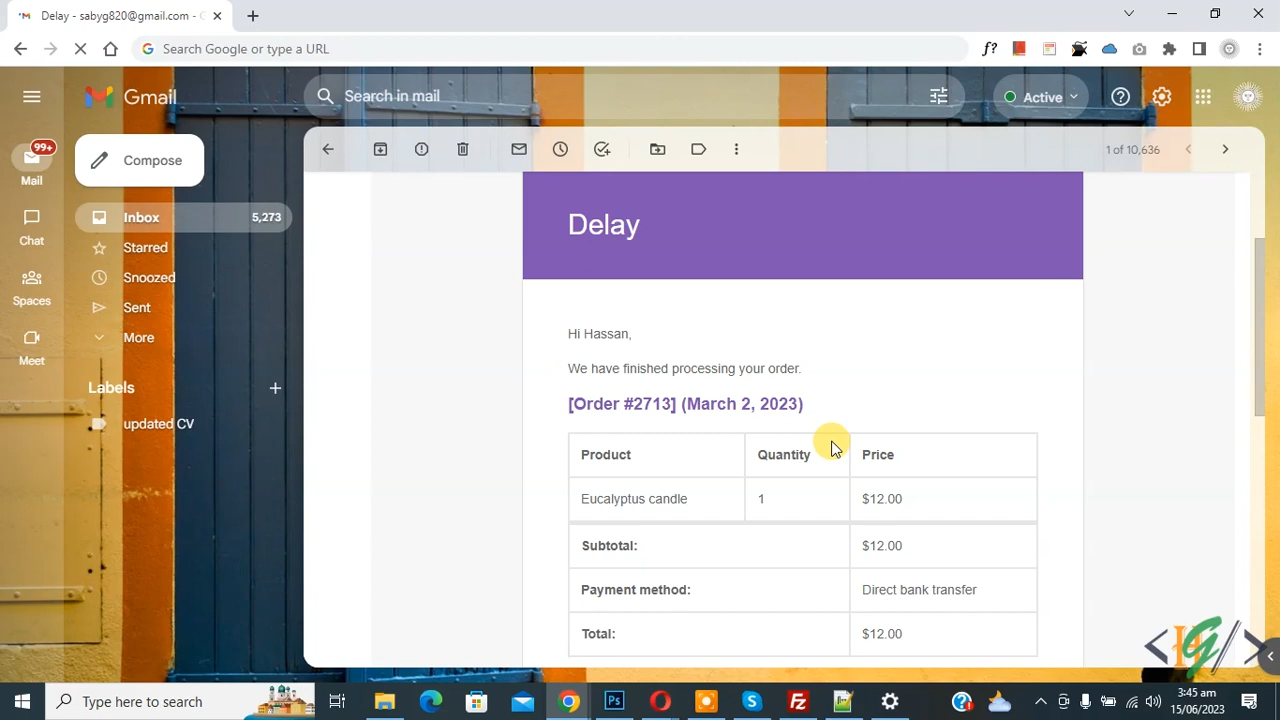 Delay - sabyg820@gmail.com - G
Search Google or type a URL
f?
Gmail
Search in mail
Active
99+
Mail
Compose
1 of 10,636
Inbox 5,273
Chat
Starred
Snoozed
Spaces
Sent
More
Meet
Labels
updated CV
Delay
Hi Hassan,
We have finished processing your order.
[Order #2713] (March 2, 2023)
Product Quantity Price
Eucalyptus candle 1 $12.00
Subtotal: $12.00
Payment method: Direct bank transfer
Total: $12.00
Type here to search
Ps
3:45 am
15/06/2023